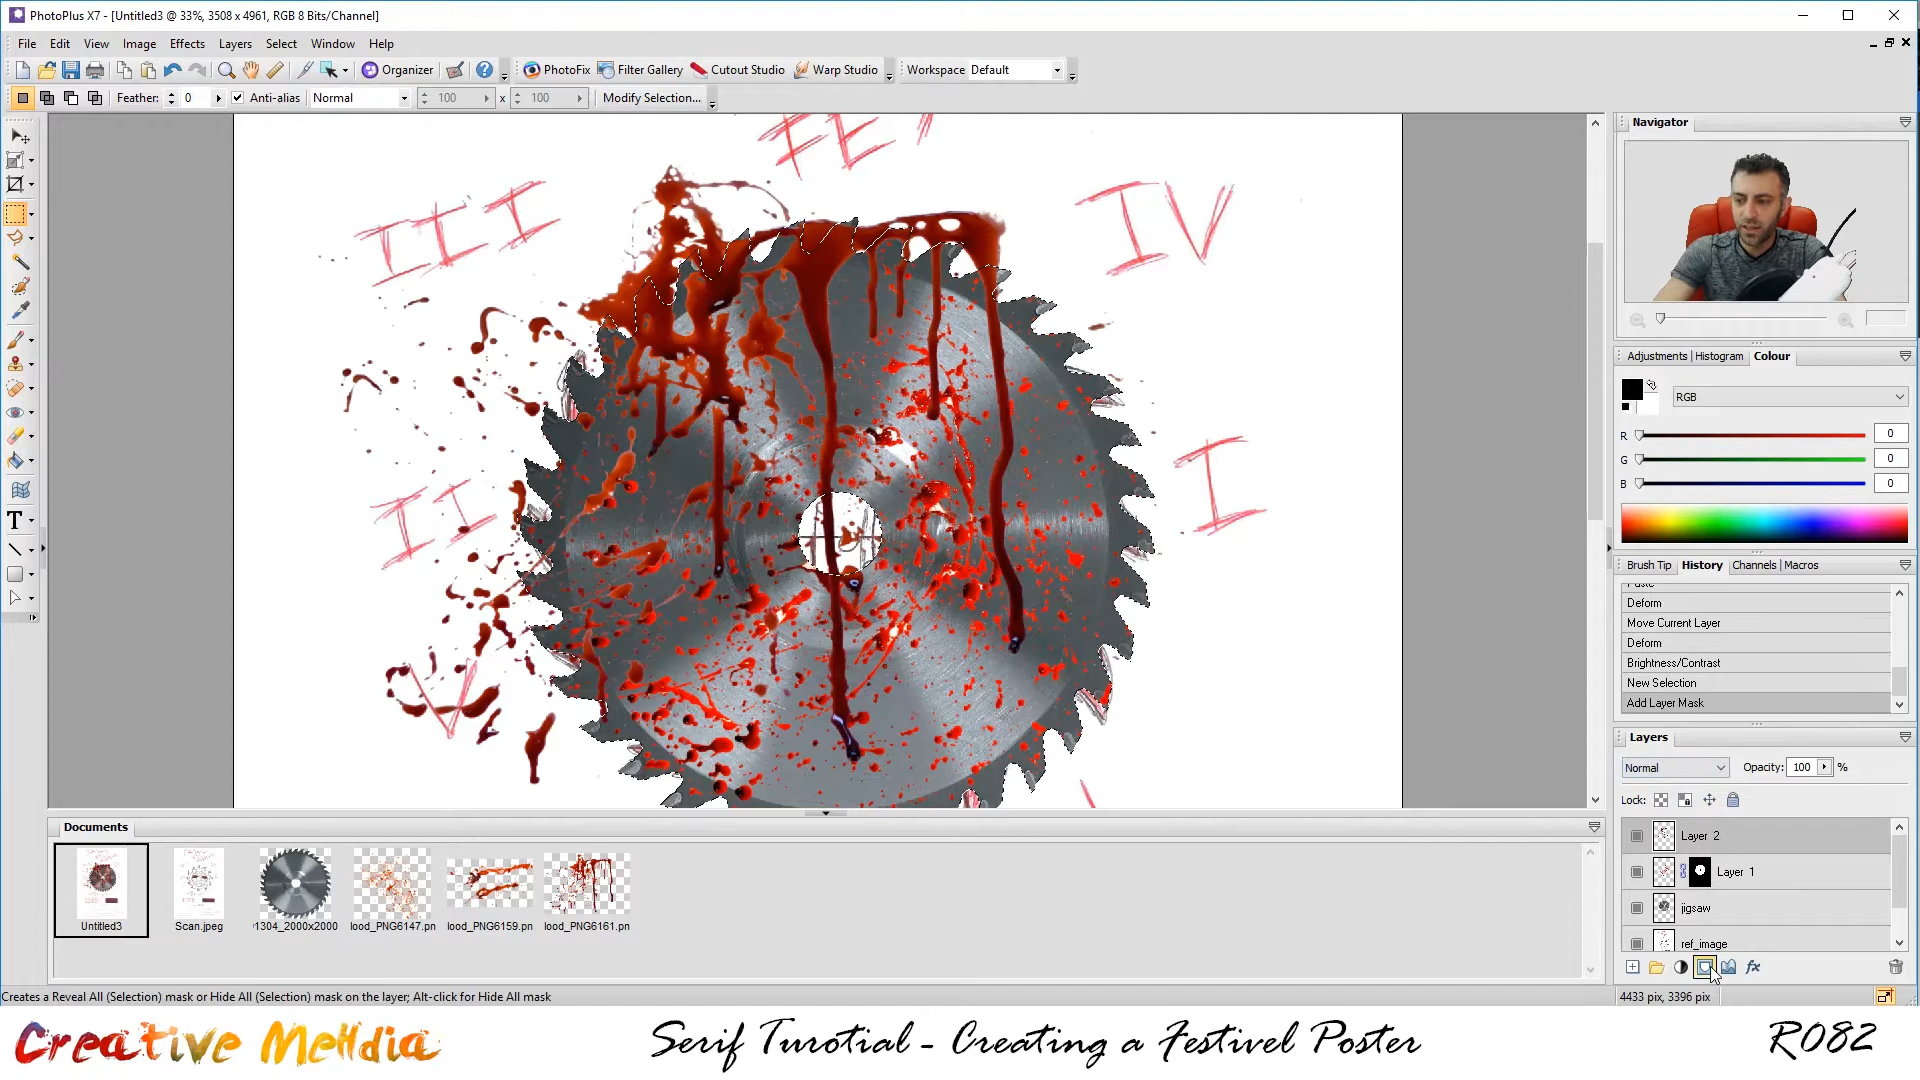 PhotoPlus X7 - [Untitled3 @ 33%, 3508 x 4961, RGB 8 Bits/Channel]
File Edit View Image Effects Layers Select Window Help
Organizer PhotoFix Filter Gallery Cutout Studio Warp Studio Workspace Default
Feather: 0 Anti-alias Normal 100 x 100 Modify Selection...
Navigator
FE
III
IV
II
I
V
Adjustments Histogram Colour
RGB
R 0
G 0
B 0
Brush Tip History Channels Macros
Paste
Deform
Move Current Layer
Deform
Brightness/Contrast
New Selection
Add Layer Mask
Layers
Normal Opacity: 100 %
Lock:
Layer 2
Layer 1
jigsaw
ref_image
Documents
Untitled3 Scan.jpeg 1304_2000x2000 lood_PNG6147.pn lood_PNG6159.pn lood_PNG6161.pn
Creates a Reveal All (Selection) mask or Hide All (Selection) mask on the layer; Alt-click for Hide All mask
4433 pix, 3396 pix
Creative MeHdia Serif Turotial - Creating a Festivel Poster R082